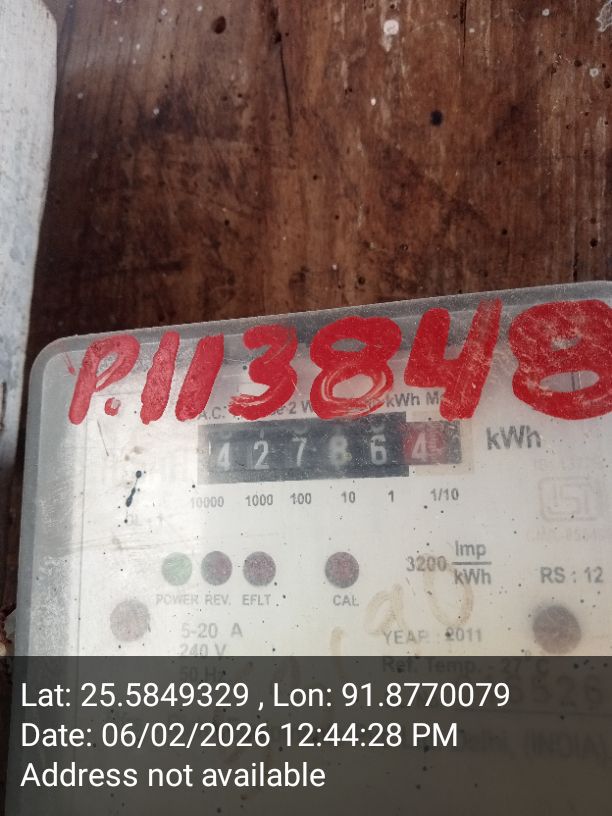 P.113848
kWh
4 2 7 8 6 4 kWh
10000 1000 100 10 1 1/10
3200 Imp/kWh
RS : 12
POWER REV. EFLT CAL
5-20 A
240 V
YEAR : 2011
Ref. Temp. - 27°C
(INDIA)
Lat: 25.5849329 , Lon: 91.8770079
Date: 06/02/2026 12:44:28 PM
Address not available